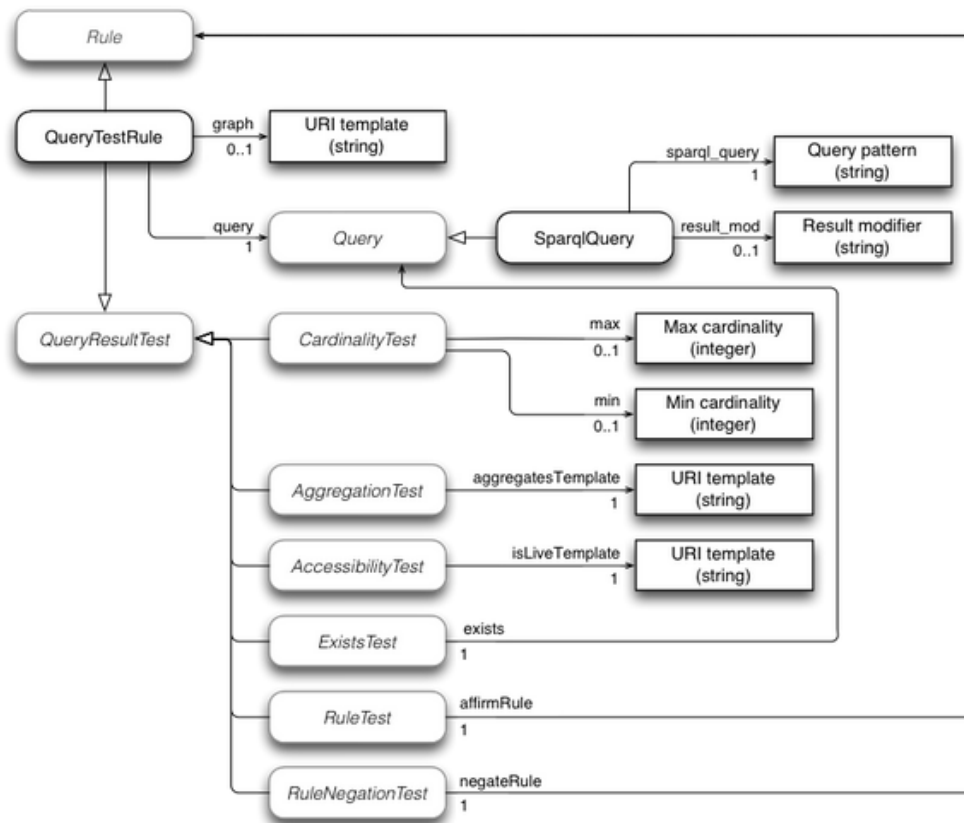 Rule
QueryTestRule
graph
0..1
URI template
(string)
sparql_query
1
Query pattern
(string)
query
1
Query
SparqlQuery
result_mod
0..1
Result modifier
(string)
QueryResultTest
CardinalityTest
max
0..1
Max cardinality
(integer)
min
0..1
Min cardinality
(integer)
AggregationTest
aggregatesTemplate
1
URI template
(string)
AccessibilityTest
isLiveTemplate
1
URI template
(string)
ExistsTest
exists
1
RuleTest
affirmRule
1
RuleNegationTest
negateRule
1